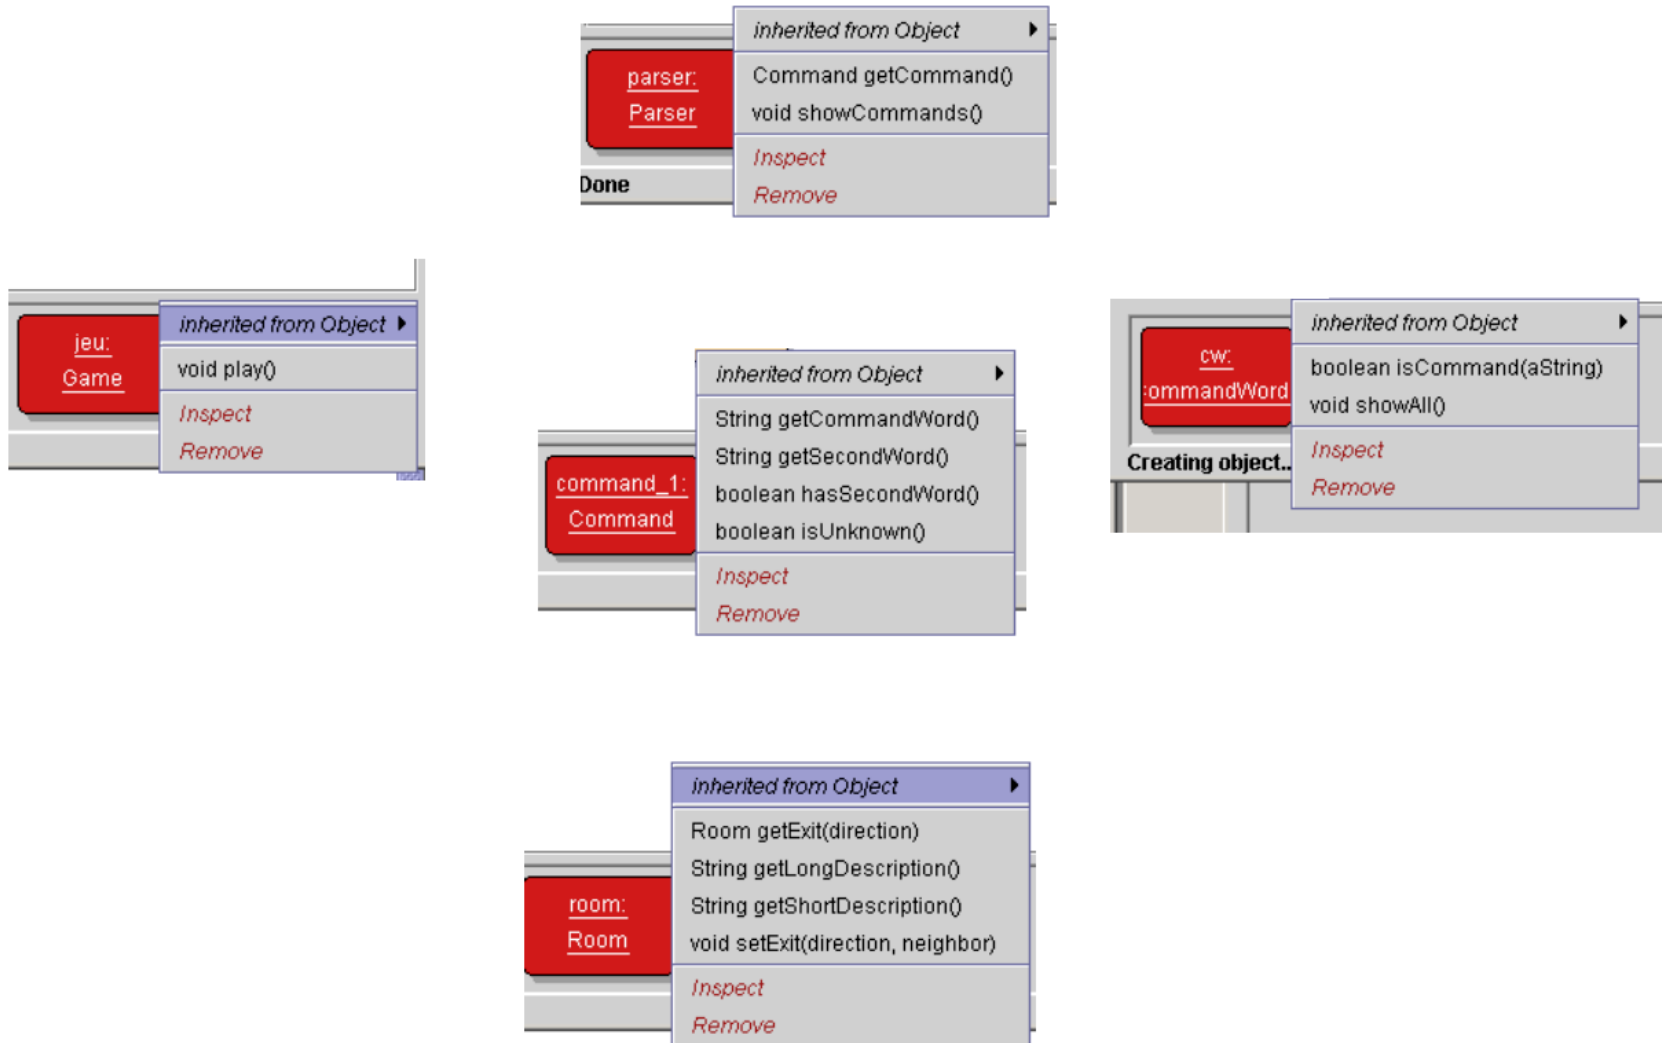 inherited from Object
parser:
Parser
Command getCommand()
void showCommands()
Inspect
Remove
Done
jeu:
Game
inherited from Object
void play()
Inspect
Remove
command_1:
Command
inherited from Object
String getCommandWord()
String getSecondWord()
boolean hasSecondWord()
boolean isUnknown()
Inspect
Remove
cw:
ommandWord
inherited from Object
boolean isCommand(aString)
void showAll()
Inspect
Remove
Creating object..
room:
Room
inherited from Object
Room getExit(direction)
String getLongDescription()
String getShortDescription()
void setExit(direction, neighbor)
Inspect
Remove